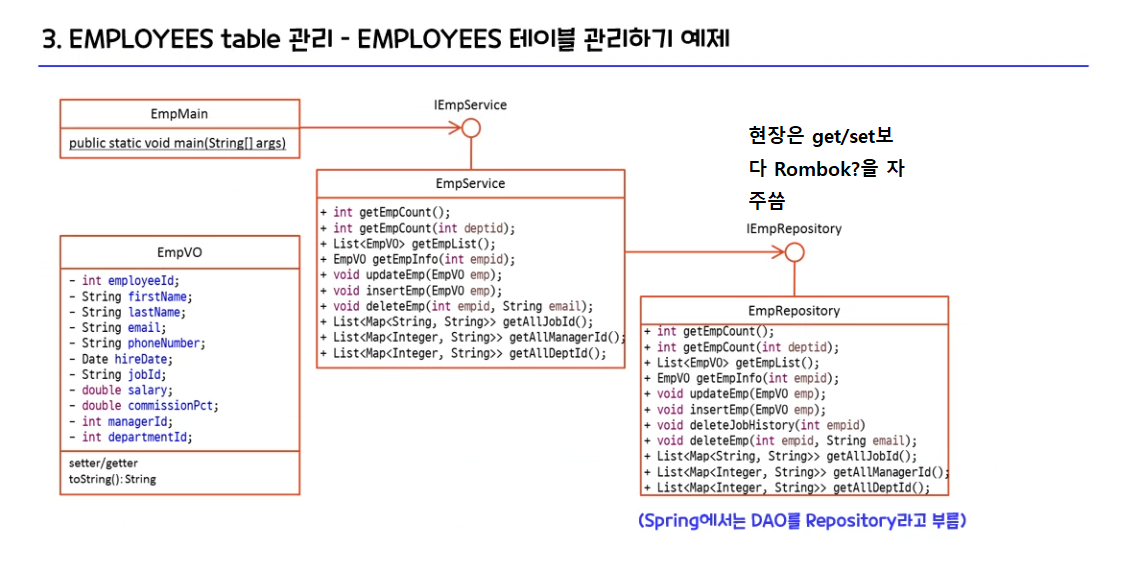 3. EMPLOYEES table 관리 - EMPLOYEES 테이블 관리하기 예제
EmpMain
public static void main(String[] args)
IEmpService
EmpService
+ int getEmpCount();
+ int getEmpCount(int deptid);
+ List<EmpVO> getEmpList();
+ EmpVO getEmpInfo(int empid);
+ void updateEmp(EmpVO emp);
+ void insertEmp(EmpVO emp);
+ void deleteEmp(int empid, String email);
+ List<Map<String, String>> getAllJobId();
+ List<Map<Integer, String>> getAllManagerId();
+ List<Map<Integer, String>> getAllDeptId();
EmpVO
- int employeeId;
- String firstName;
- String lastName;
- String email;
- String phoneNumber;
- Date hireDate;
- String jobId;
- double salary;
- double commissionPct;
- int managerId;
- int departmentId;
setter/getter
toString(): String
현장은 get/set보
다 Rombok?을 자
주씀
IEmpRepository
EmpRepository
+ int getEmpCount();
+ int getEmpCount(int deptid);
+ List<EmpVO> getEmpList();
+ EmpVO getEmpInfo(int empid);
+ void updateEmp(EmpVO emp);
+ void insertEmp(EmpVO emp);
+ void deleteJobHistory(int empid)
+ void deleteEmp(int empid, String email);
+ List<Map<String, String>> getAllJobId();
+ List<Map<Integer, String>> getAllManagerId();
+ List<Map<Integer, String>> getAllDeptId();
(Spring에서는 DAO를 Repository라고 부름)